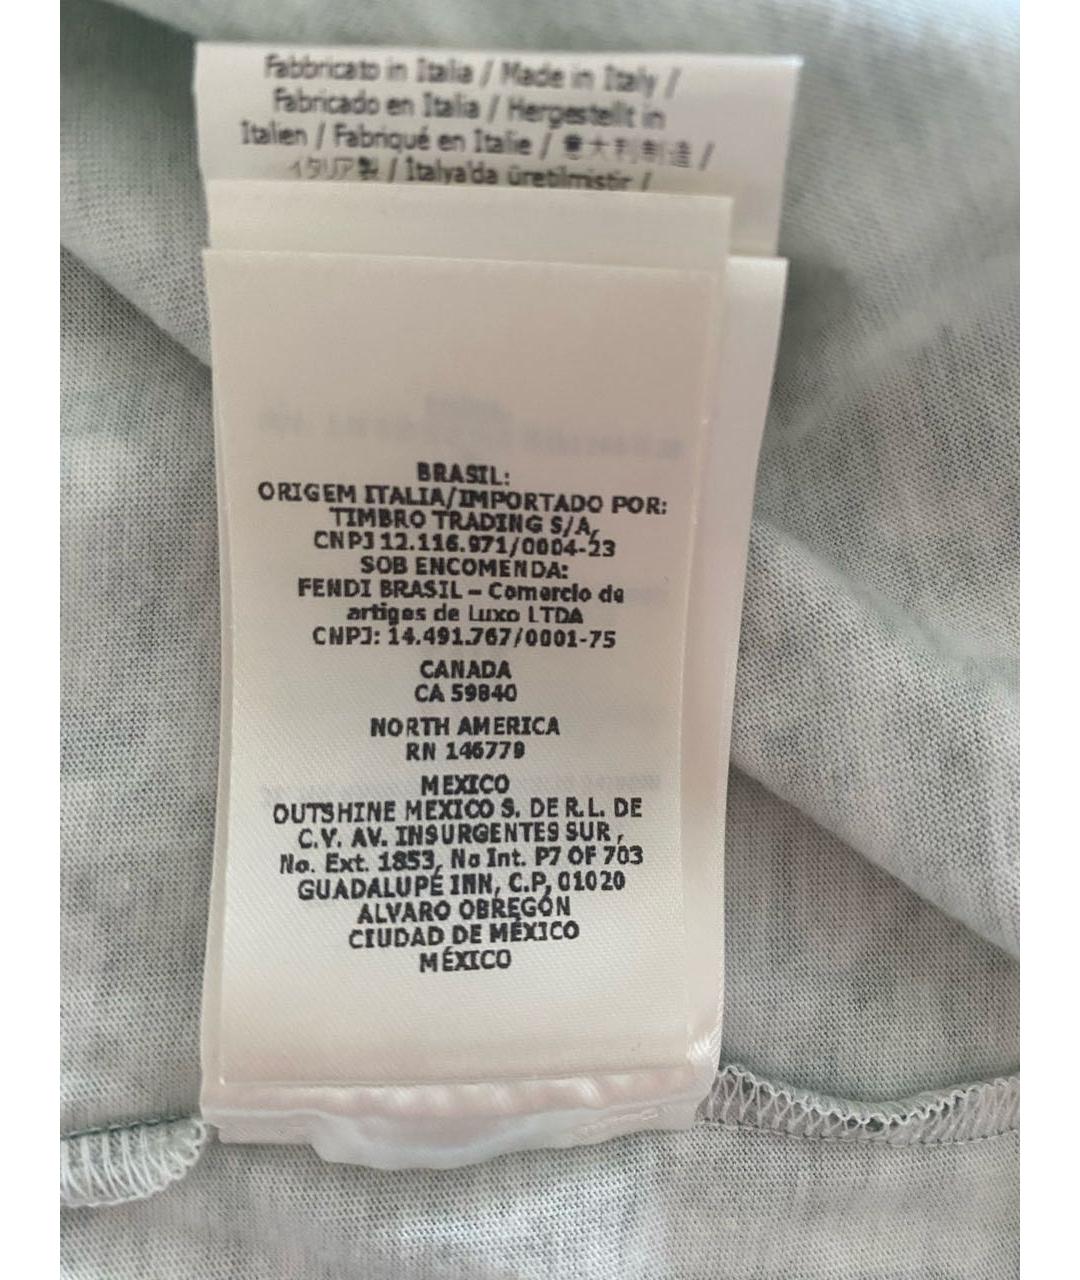 Fabbricato in Italia / Made in Italy /
Fabricado en Italia / Hergestellt in
Italien / Fabriqué en Italie / 意大利制造 /
イタリア製 / İtalya'da üretilmistir /
BRASIL:
ORIGEM ITALIA/IMPORTADO POR:
TIMBRO TRADING S/A,
CNPJ 12.116.971/0004-23
SOB ENCOMENDA:
FENDI BRASIL – Comercio de
artigos de Luxo LTDA
CNPJ: 14.491.767/0001-75
CANADA
CA 59840
NORTH AMERICA
RN 146779
MEXICO
OUTSHINE MEXICO S. DE R.L. DE
C.V. AV. INSURGENTES SUR ,
No. Ext. 1853, No Int. P7 OF 703
GUADALUPE INN, C.P, 01020
ALVARO OBREGÓN
CIUDAD DE MÉXICO
MÉXICO